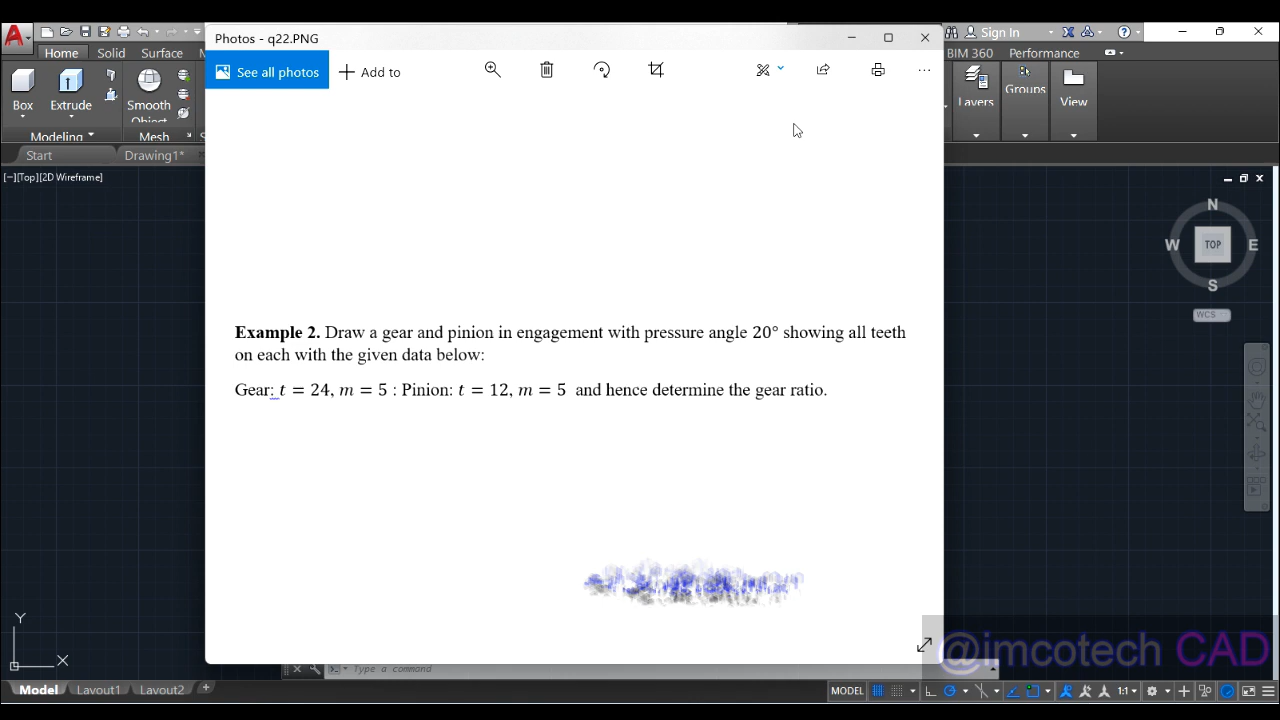 Photos - q22.PNG
Sign In
See all photos
Add to
Home
Solid
Surface
BIM 360
Performance
Box
Extrude
Smooth
Object
Layers
Groups
View
Modeling
Mesh
Start
Drawing1*
[−][Top][2D Wireframe]
N
W
TOP
E
S
WCS
Example 2. Draw a gear and pinion in engagement with pressure angle 20° showing all teeth
on each with the given data below:
Gear: t = 24, m = 5 : Pinion: t = 12, m = 5 and hence determine the gear ratio.
Y
X
@imcotech CAD
Type a command
Model
Layout1
Layout2
+
MODEL
1:1